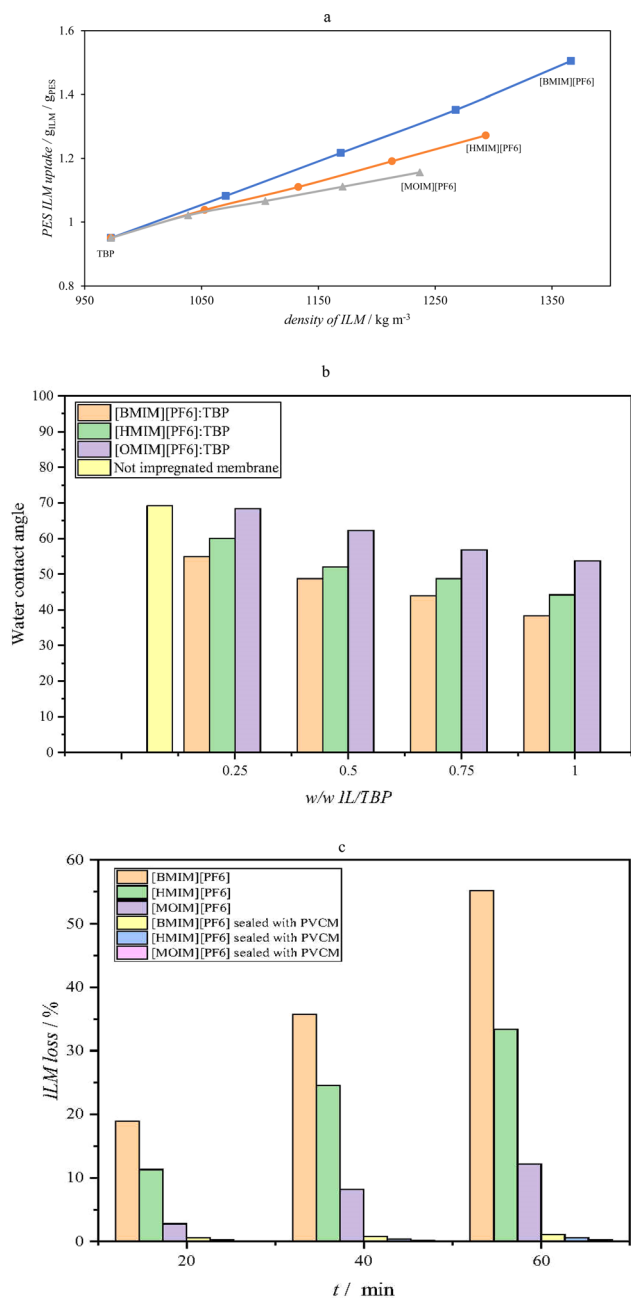 a
1.6
1.4
1.2
1
0.8
PES ILM uptake / gILM / gPES
[BMIM][PF6]
[HMIM][PF6]
[MOIM][PF6]
TBP
950
1050
1150
1250
1350
density of ILM / kg m-3
b
100
90
80
70
60
50
40
30
20
10
0
Water contact angle
[BMIM][PF6]:TBP
[HMIM][PF6]:TBP
[OMIM][PF6]:TBP
Not impregnated membrane
0.25
0.5
0.75
1
w/w IL/TBP
c
60
50
40
30
20
10
0
ILM loss / %
[BMIM][PF6]
[HMIM][PF6]
[MOIM][PF6]
[BMIM][PF6] sealed with PVCM
[HMIM][PF6] sealed with PVCM
[MOIM][PF6] sealed with PVCM
20
40
60
t / min